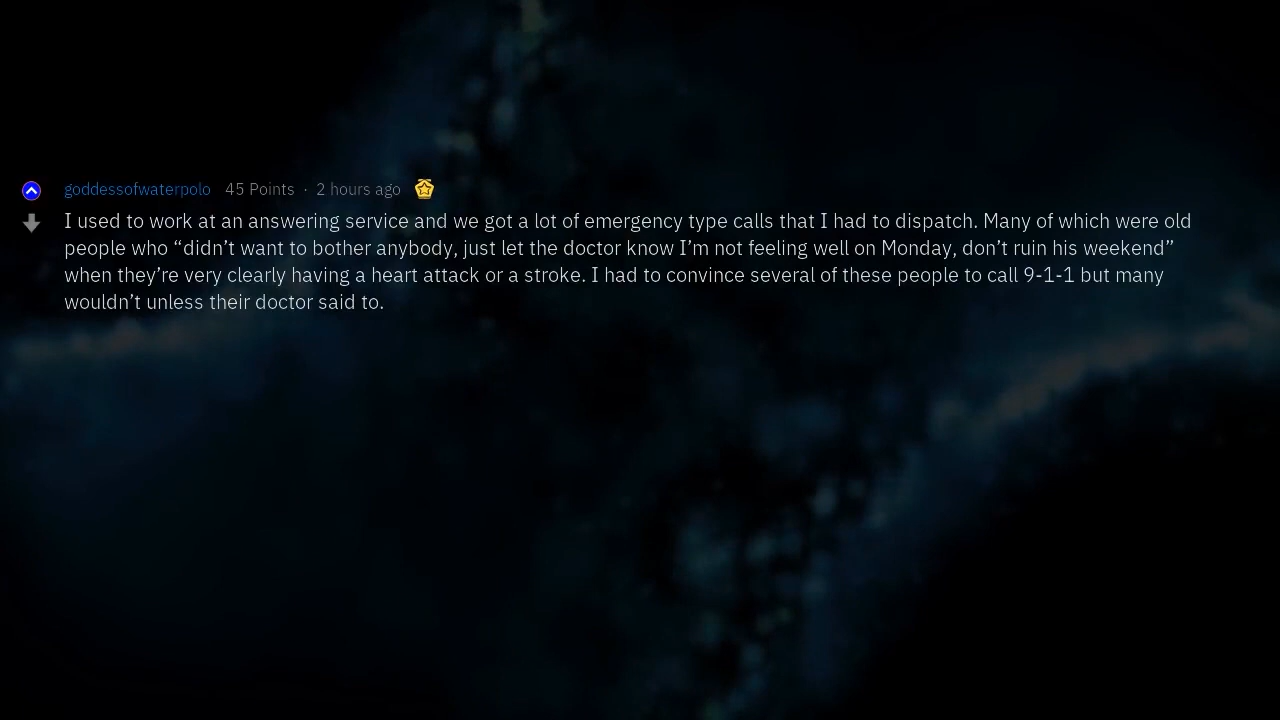 goddessofwaterpolo 45 Points · 2 hours ago
I used to work at an answering service and we got a lot of emergency type calls that I had to dispatch. Many of which were old
people who “didn’t want to bother anybody, just let the doctor know I’m not feeling well on Monday, don’t ruin his weekend”
when they’re very clearly having a heart attack or a stroke. I had to convince several of these people to call 9-1-1 but many
wouldn’t unless their doctor said to.